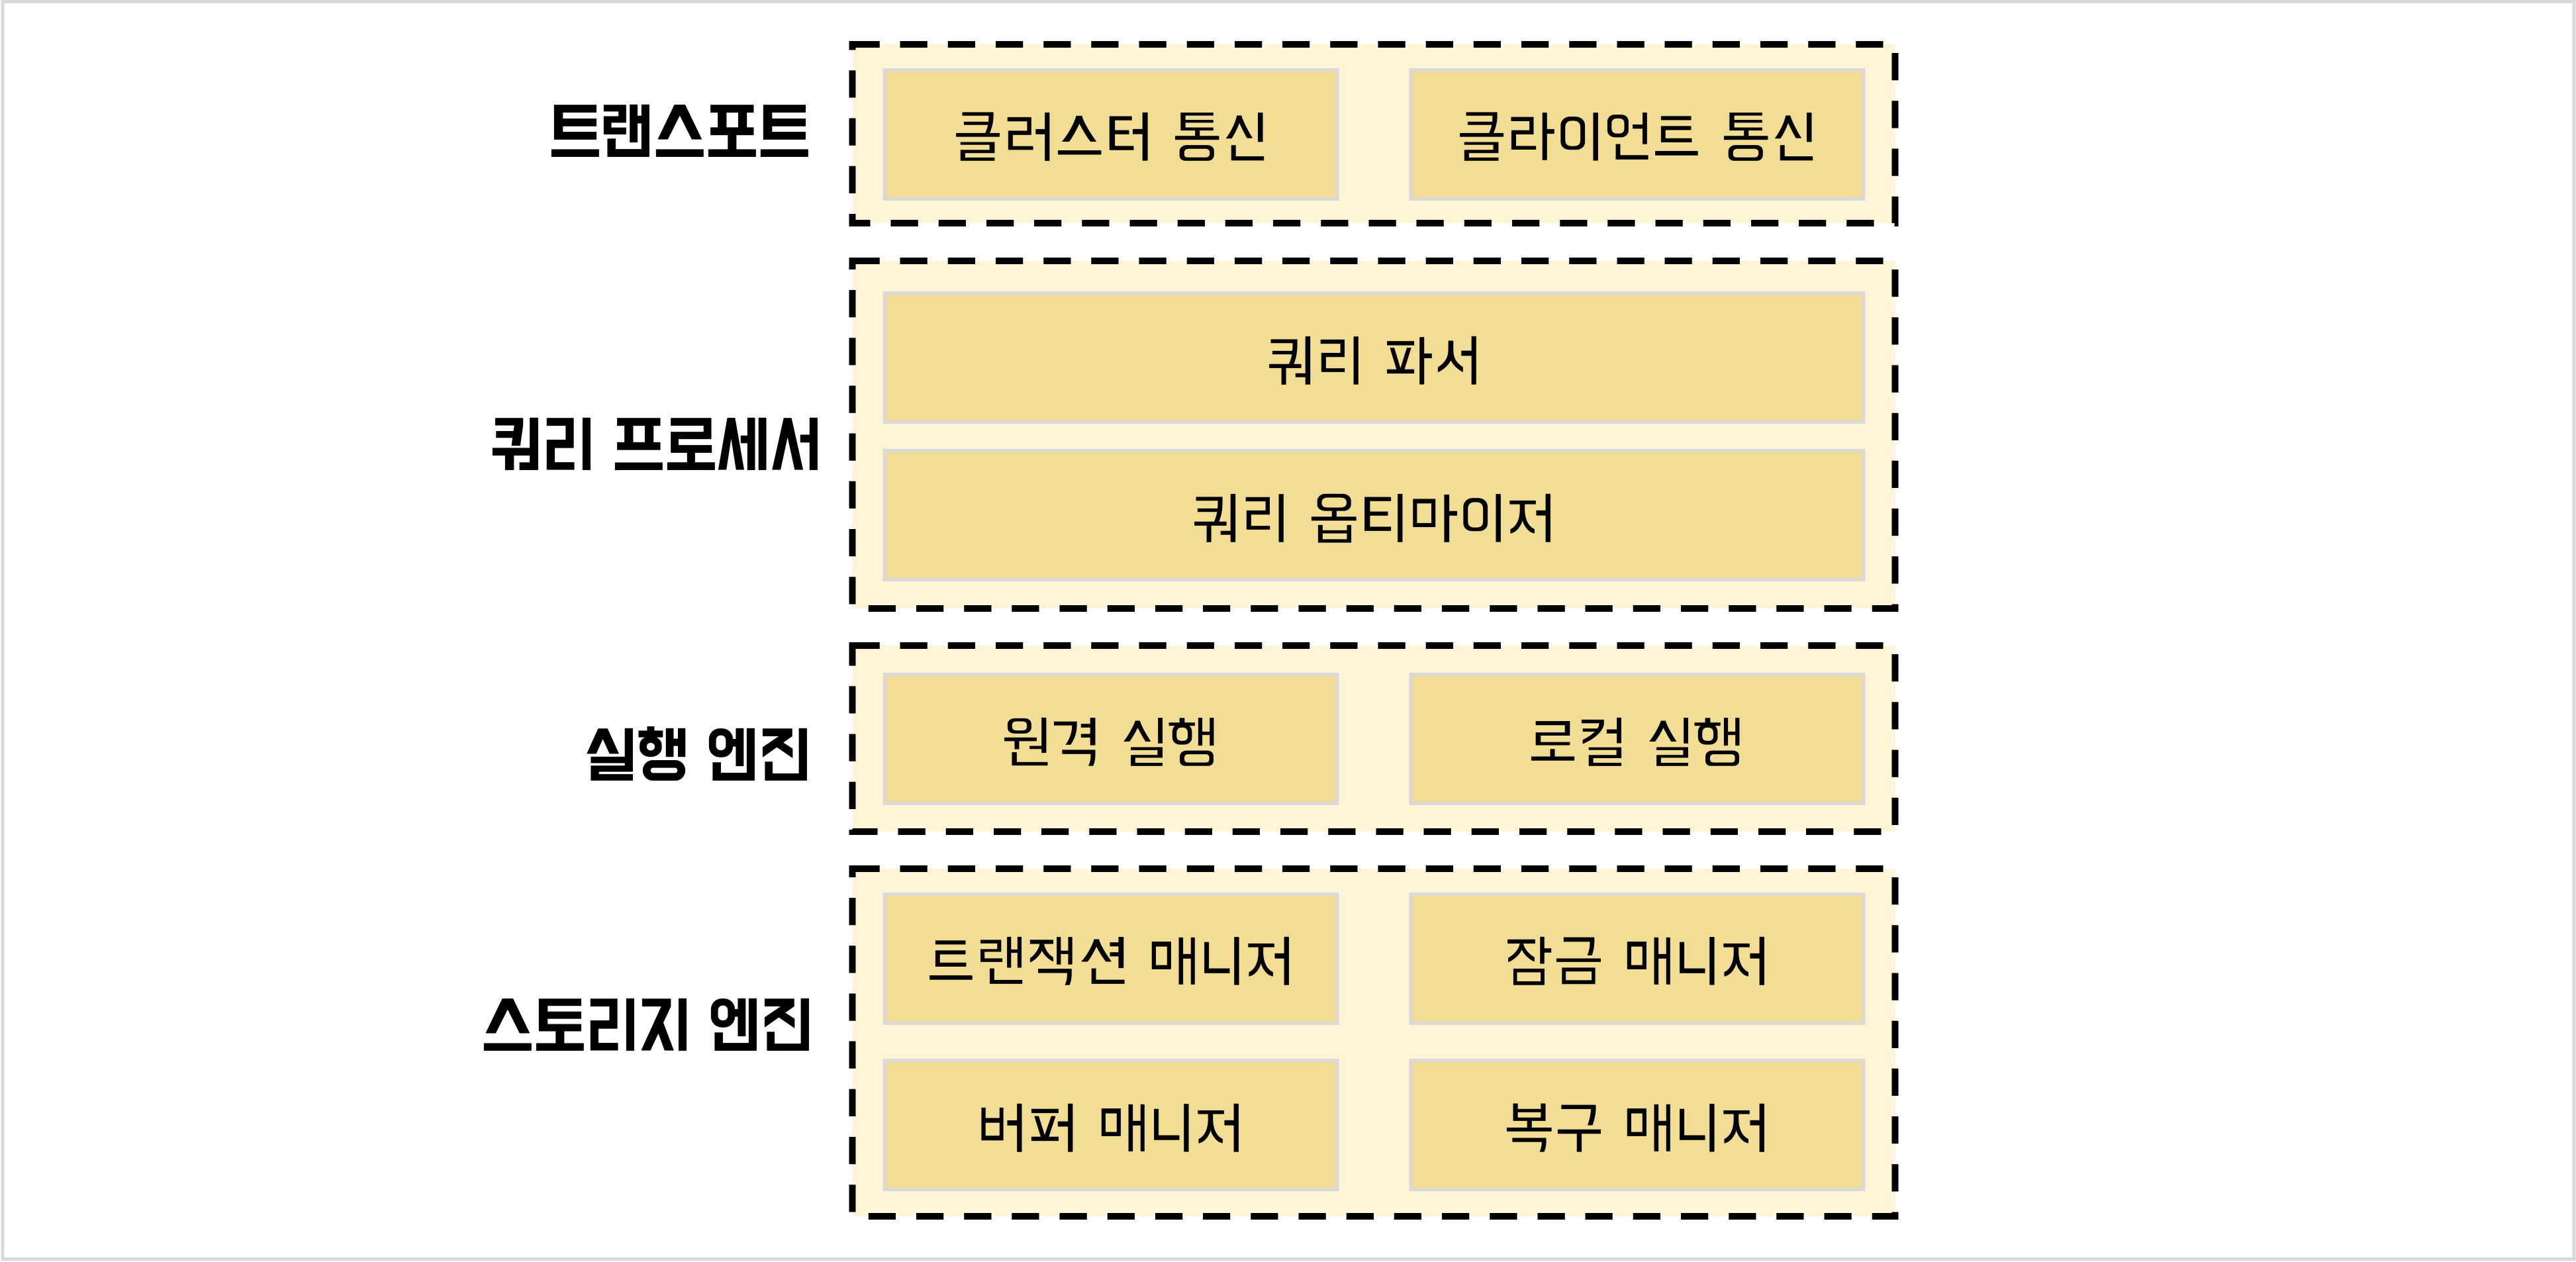 트랜스포트
클러스터 통신
클라이언트 통신
쿼리 프로세서
쿼리 파서
쿼리 옵티마이저
실행 엔진
원격 실행
로컬 실행
스토리지 엔진
트랜잭션 매니저
잠금 매니저
버퍼 매니저
복구 매니저